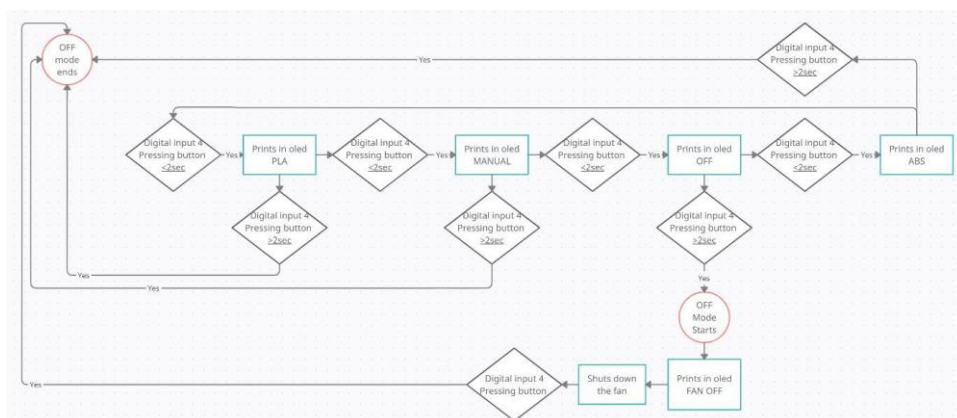 OFF
mode
ends
Digital input 4
Pressing button
>2sec
Yes
Digital input 4
Pressing button
<2sec
Yes
Prints in oled
PLA
Digital input 4
Pressing button
<2sec
Yes
Prints in oled
MANUAL
Digital input 4
Pressing button
<2sec
Yes
Prints in oled
OFF
Digital input 4
Pressing button
<2sec
Yes
Prints in oled
ABS
Digital input 4
Pressing button
>2sec
Digital input 4
Pressing button
>2sec
Digital input 4
Pressing button
>2sec
Yes
Yes
Yes
OFF
Mode
Starts
Yes
Digital input 4
Pressing button
Shuts down
the fan
Prints in oled
FAN OFF